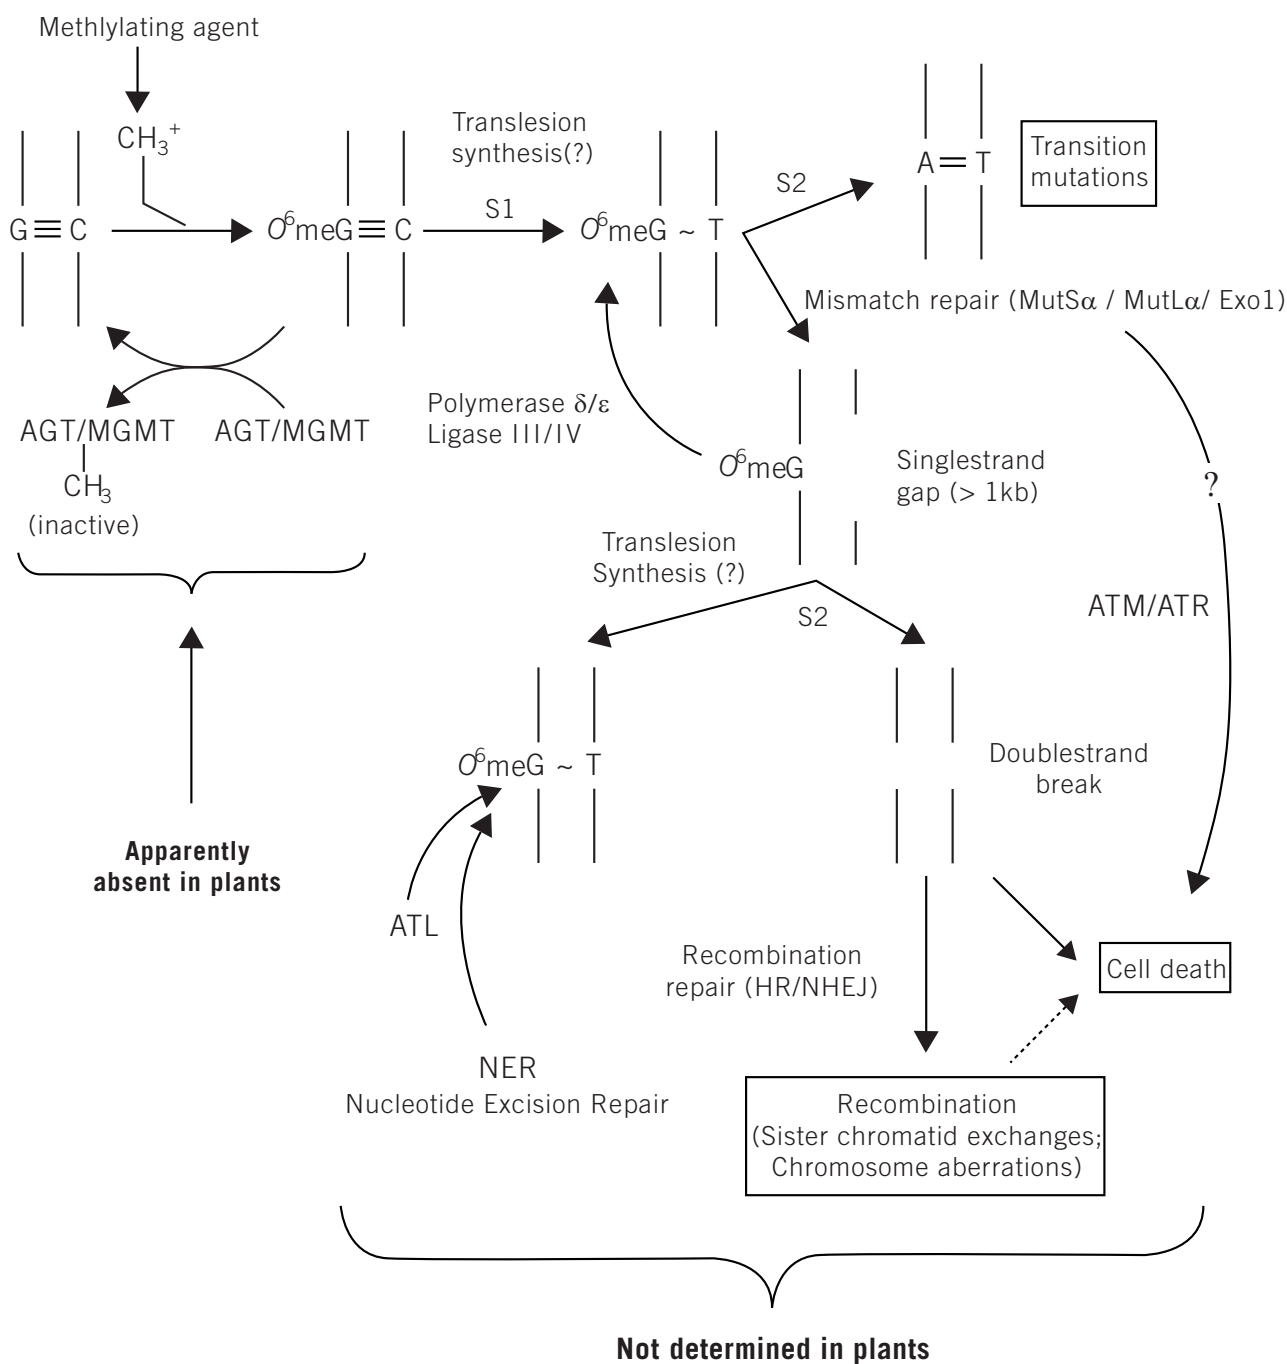 Methlylating agent
CH3+
Translesion
synthesis(?)
S1
S2
G≡C
O6meG≡C
O6meG ~ T
A=T
Transition
mutations
Mismatch repair (MutSα / MutLα/ Exo1)
AGT/MGMT
AGT/MGMT
CH3
(inactive)
Polymerase δ/ε
Ligase III/IV
O6meG
Singlestrand
gap (> 1kb)
?
Translesion
Synthesis (?)
S2
ATM/ATR
O6meG ~ T
Doublestrand
break
Apparently
absent in plants
ATL
Recombination
repair (HR/NHEJ)
Cell death
NER
Nucleotide Excision Repair
Recombination
(Sister chromatid exchanges;
Chromosome aberrations)
Not determined in plants